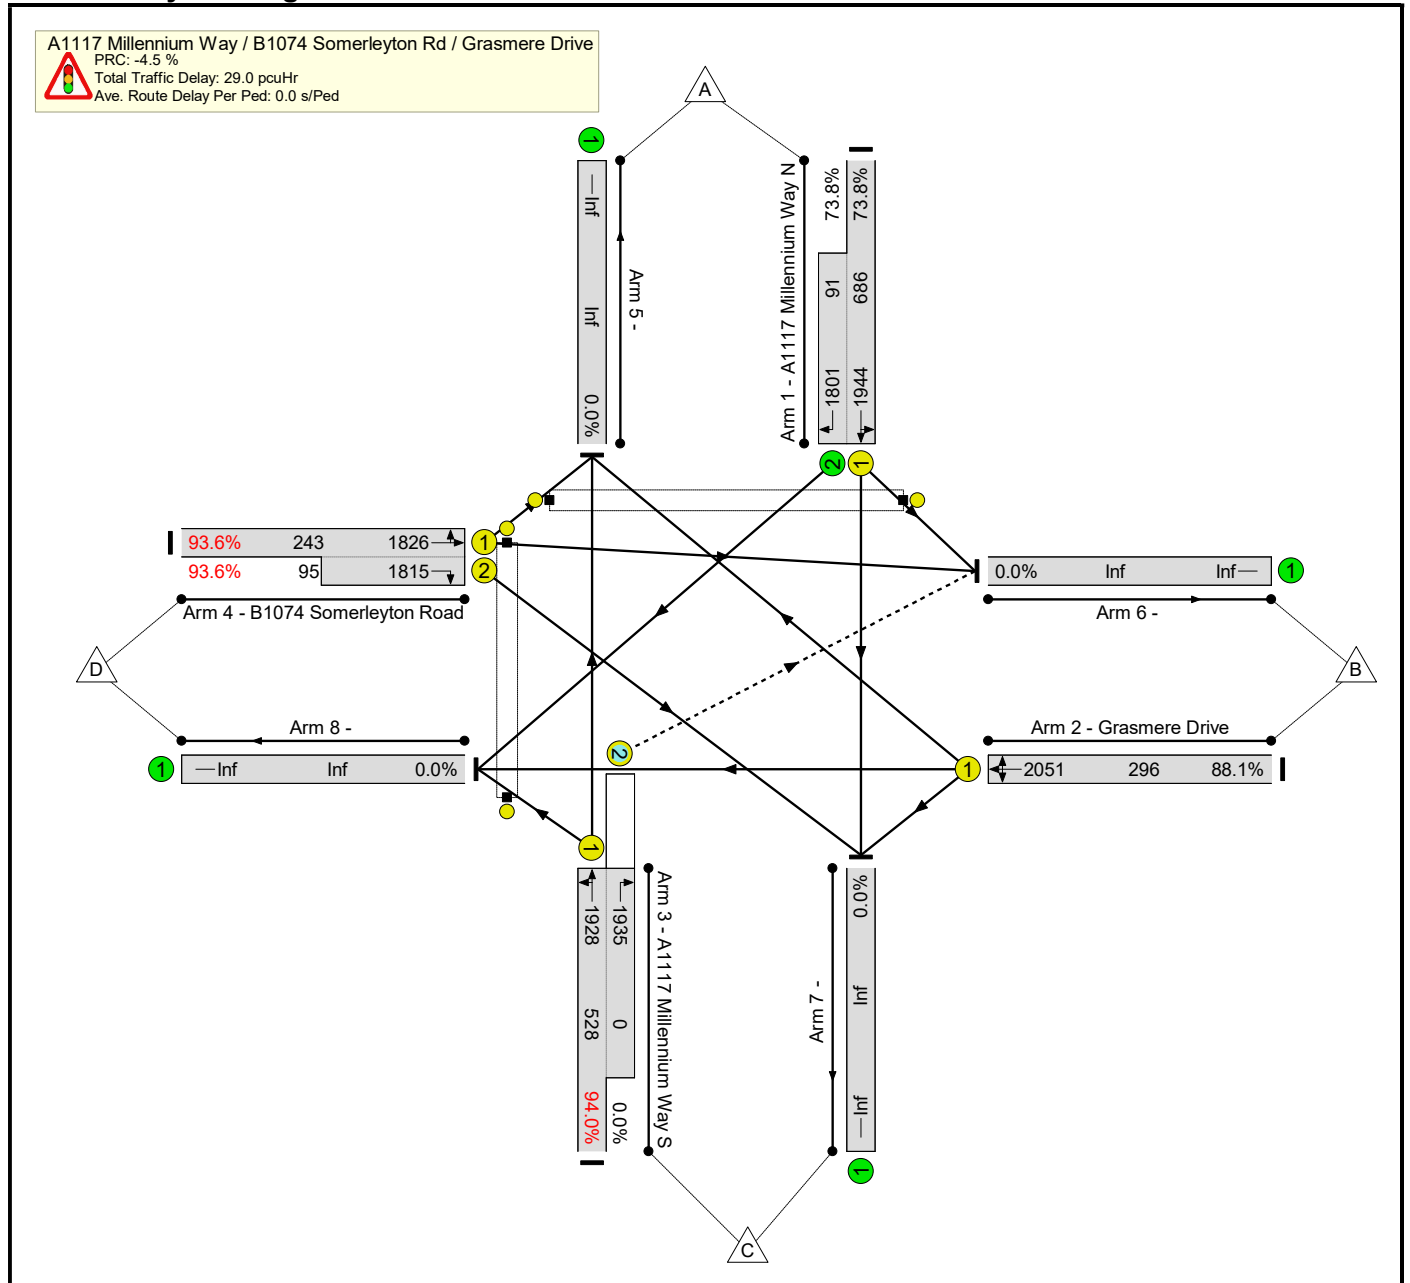 A1117 Millennium Way / B1074 Somerleyton Rd / Grasmere Drive
PRC: -4.5 %
Total Traffic Delay: 29.0 pcuHr
Ave. Route Delay Per Ped: 0.0 s/Ped
A
1
Inf
Inf
0.0%
Arm 5 -
Arm 1 - A1117 Millennium Way N
73.8%
91
1801
73.8%
686
1944
2
1
93.6%
243
1826
1
93.6%
95
1815
2
Arm 4 - B1074 Somerleyton Road
D
0.0%
Inf
Inf
1
Arm 6 -
B
Arm 8 -
1
Inf
Inf
0.0%
Arm 2 - Grasmere Drive
1
2051
296
88.1%
2
1
1928
528
94.0%
1935
0
0.0%
Arm 3 - A1117 Millennium Way S
Arm 7 -
0.0%
Inf
Inf
1
C